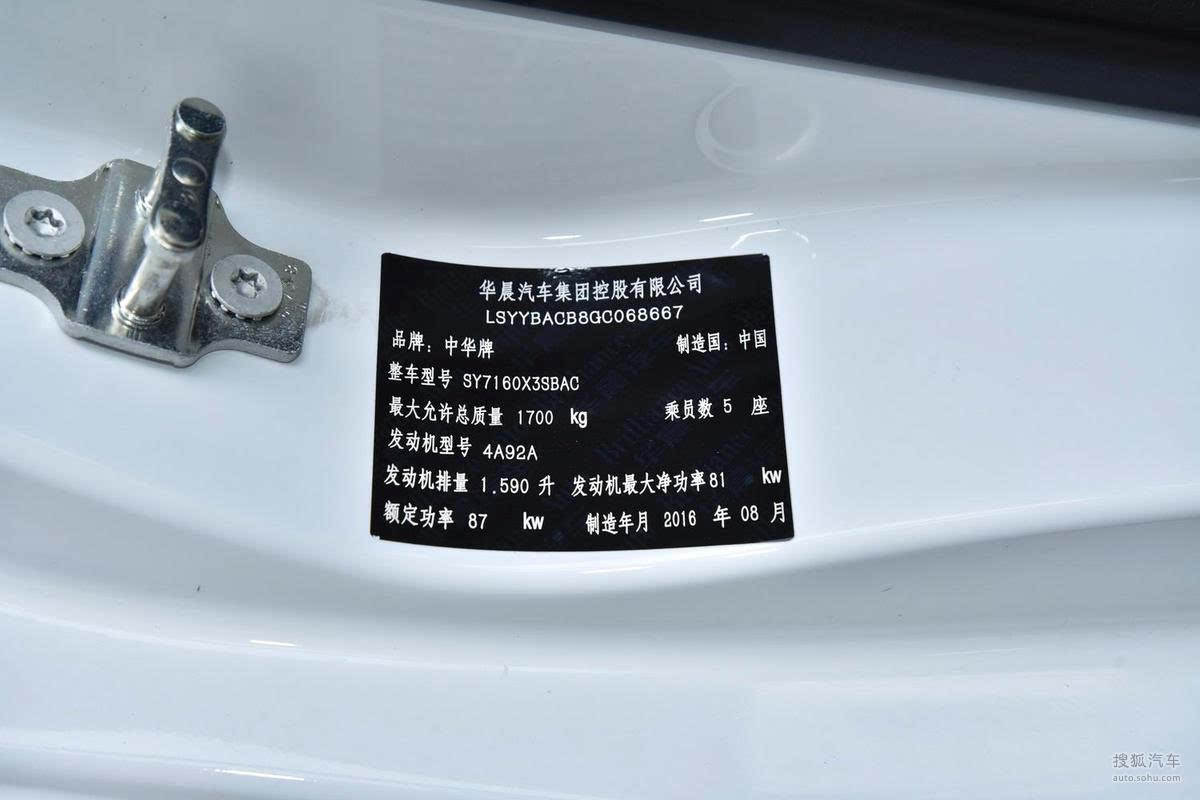 华晨汽车集团控股有限公司
LSYYBACB8GC068667
品牌：中华牌 制造国：中国
整车型号 SY7160X3SBAC
最大允许总质量 1700 kg 乘员数 5 座
发动机型号 4A92A
发动机排量 1.590 升 发动机最大净功率81 kw
额定功率 87 kw 制造年月 2016 年 08 月
搜狐汽车
auto.sohu.com